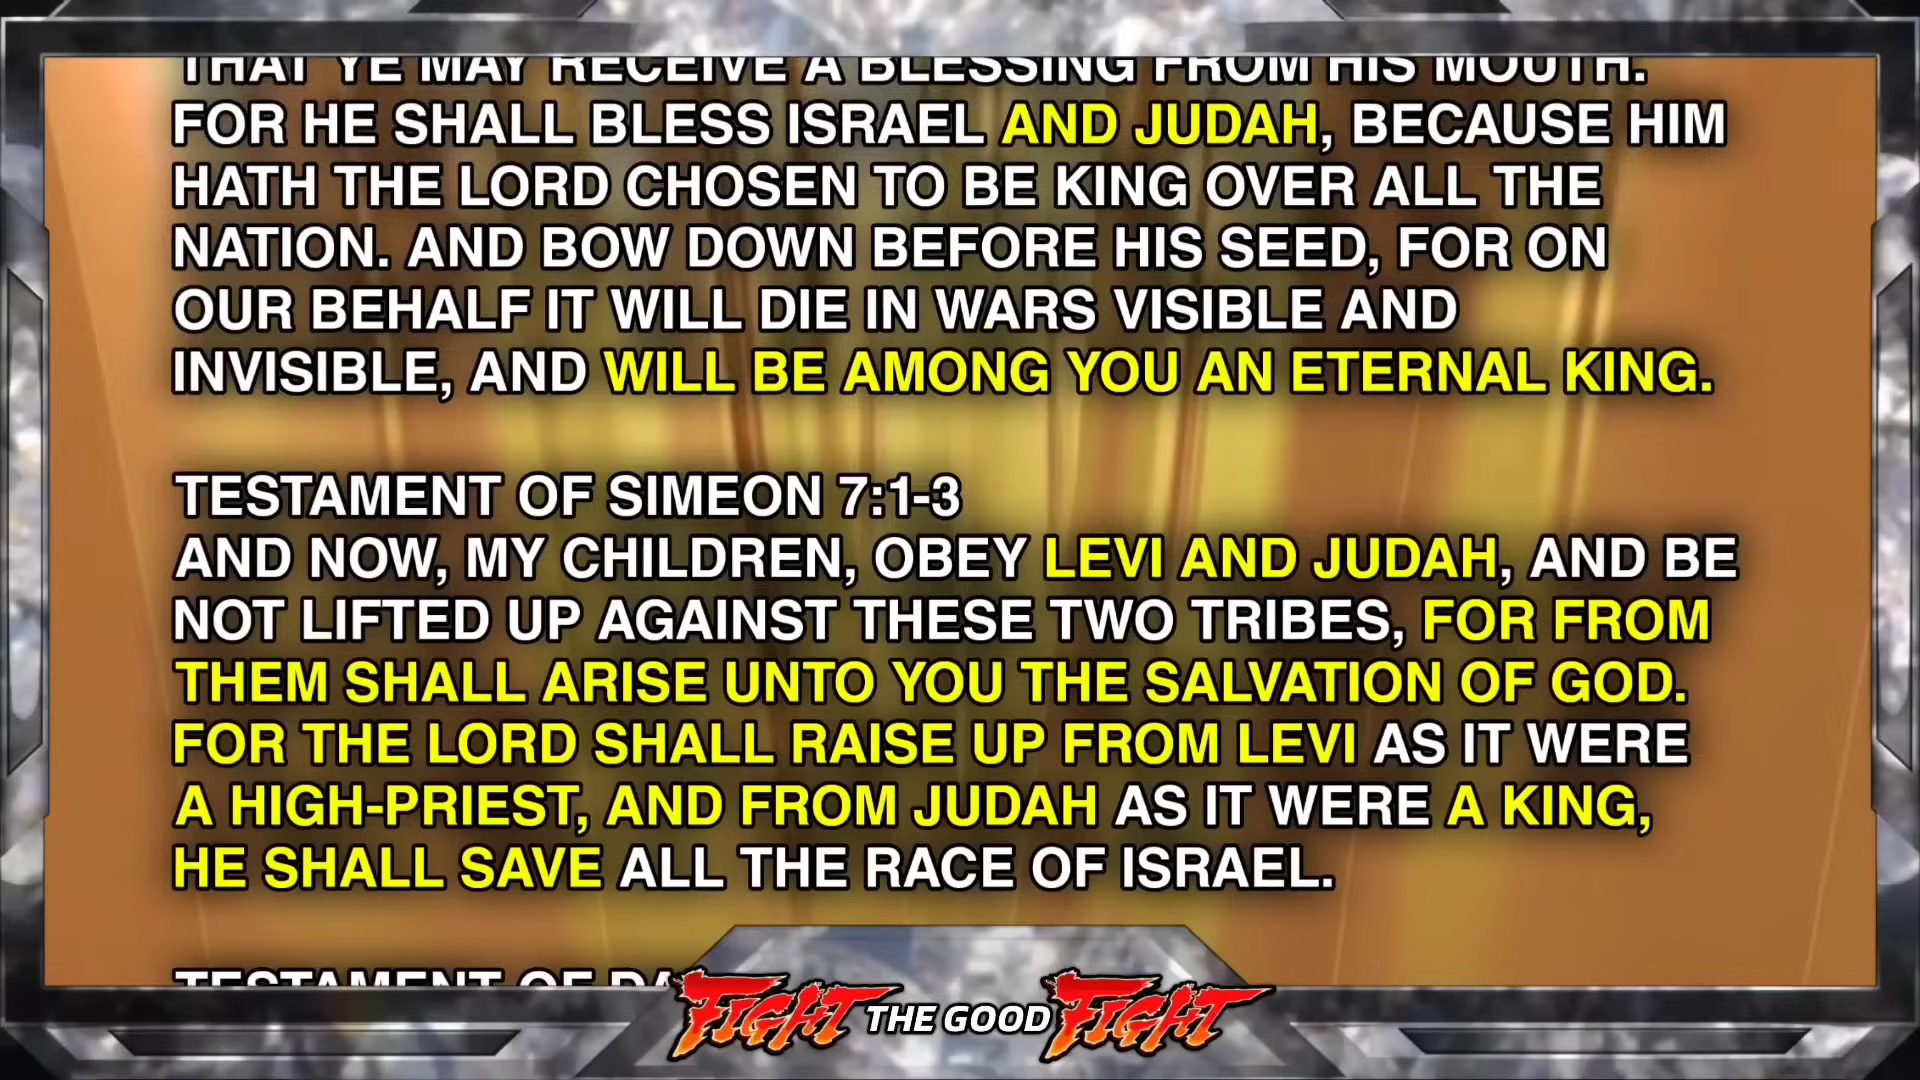 THAT YE MAY RECEIVE A BLESSING FROM HIS MOUTH.
FOR HE SHALL BLESS ISRAEL AND JUDAH, BECAUSE HIM
HATH THE LORD CHOSEN TO BE KING OVER ALL THE
NATION. AND BOW DOWN BEFORE HIS SEED, FOR ON
OUR BEHALF IT WILL DIE IN WARS VISIBLE AND
INVISIBLE, AND WILL BE AMONG YOU AN ETERNAL KING.
TESTAMENT OF SIMEON 7:1-3
AND NOW, MY CHILDREN, OBEY LEVI AND JUDAH, AND BE
NOT LIFTED UP AGAINST THESE TWO TRIBES, FOR FROM
THEM SHALL ARISE UNTO YOU THE SALVATION OF GOD.
FOR THE LORD SHALL RAISE UP FROM LEVI AS IT WERE
A HIGH-PRIEST, AND FROM JUDAH AS IT WERE A KING,
HE SHALL SAVE ALL THE RACE OF ISRAEL.
TESTAMENT OF
FIGHT THE GOOD FIGHT